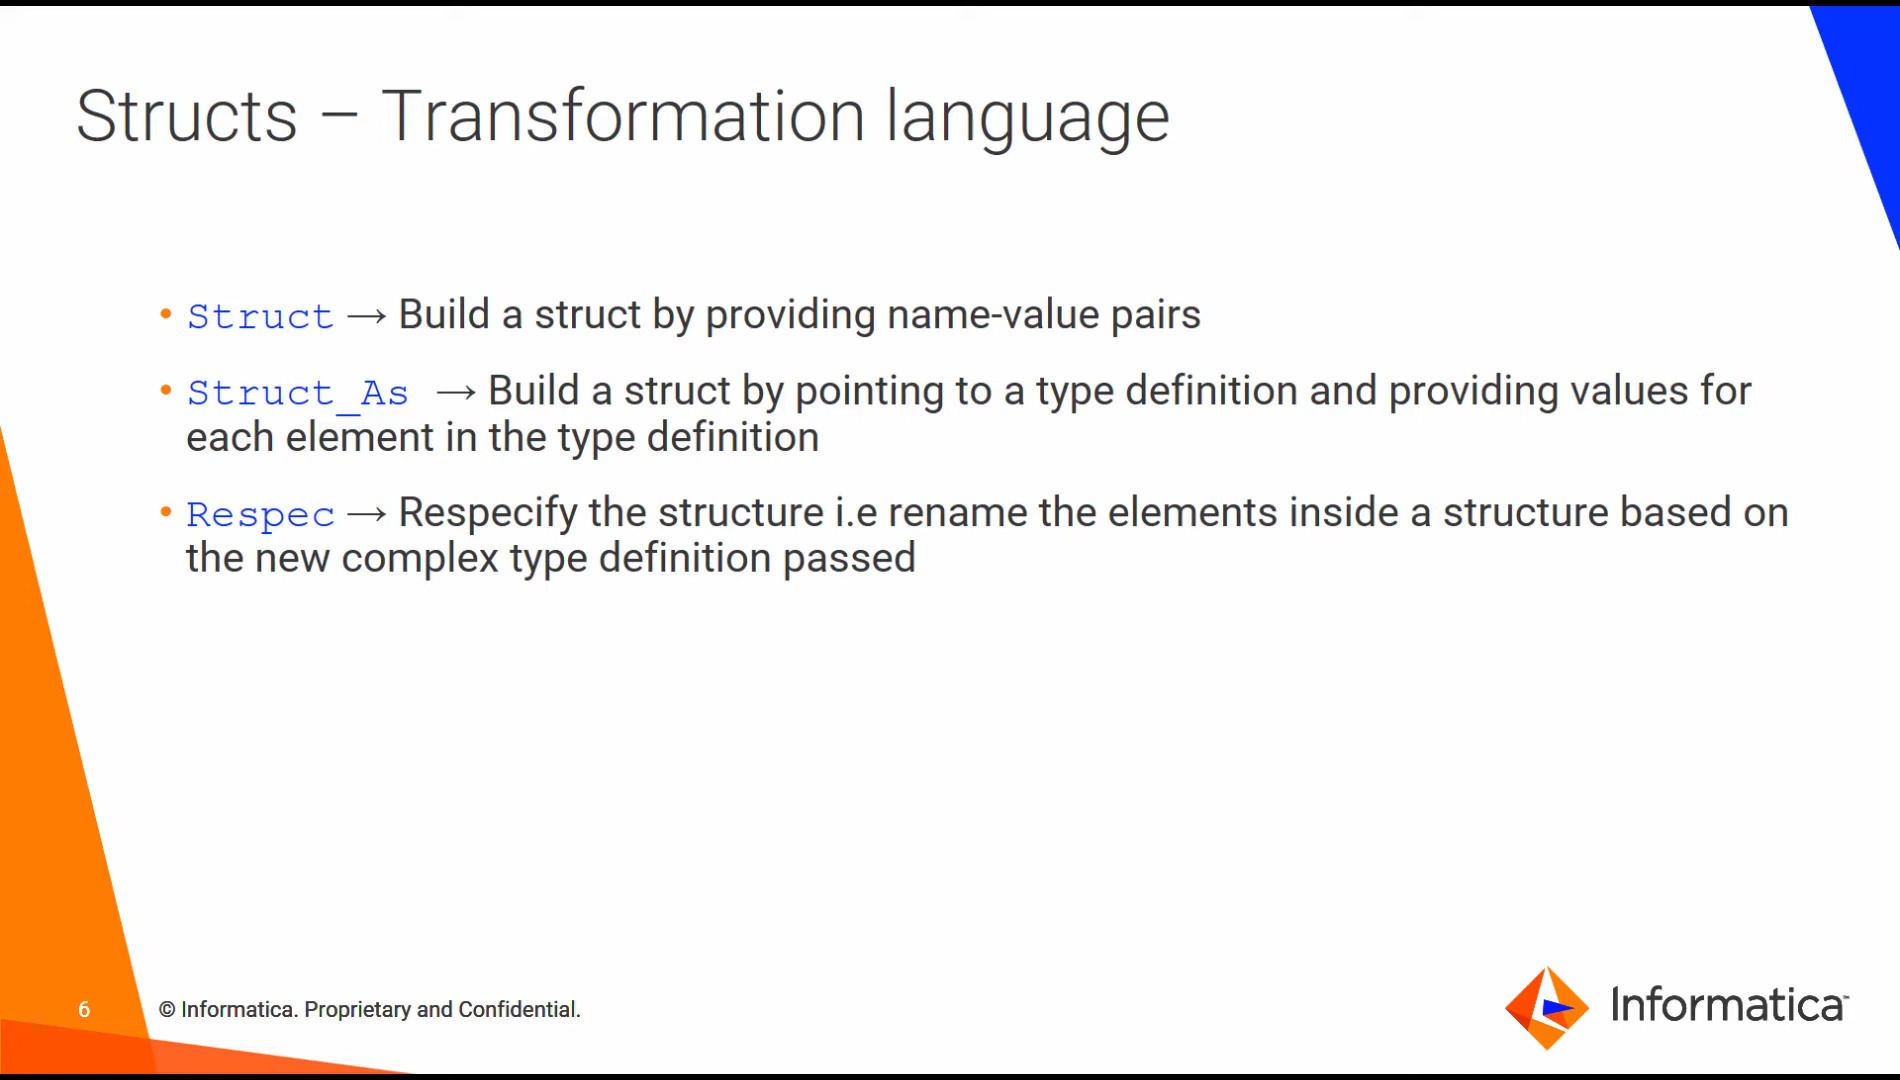 Structs – Transformation language
• Struct → Build a struct by providing name-value pairs
• Struct_As → Build a struct by pointing to a type definition and providing values for
each element in the type definition
• Respec → Respecify the structure i.e rename the elements inside a structure based on
the new complex type definition passed
6 © Informatica. Proprietary and Confidential.
Informatica™